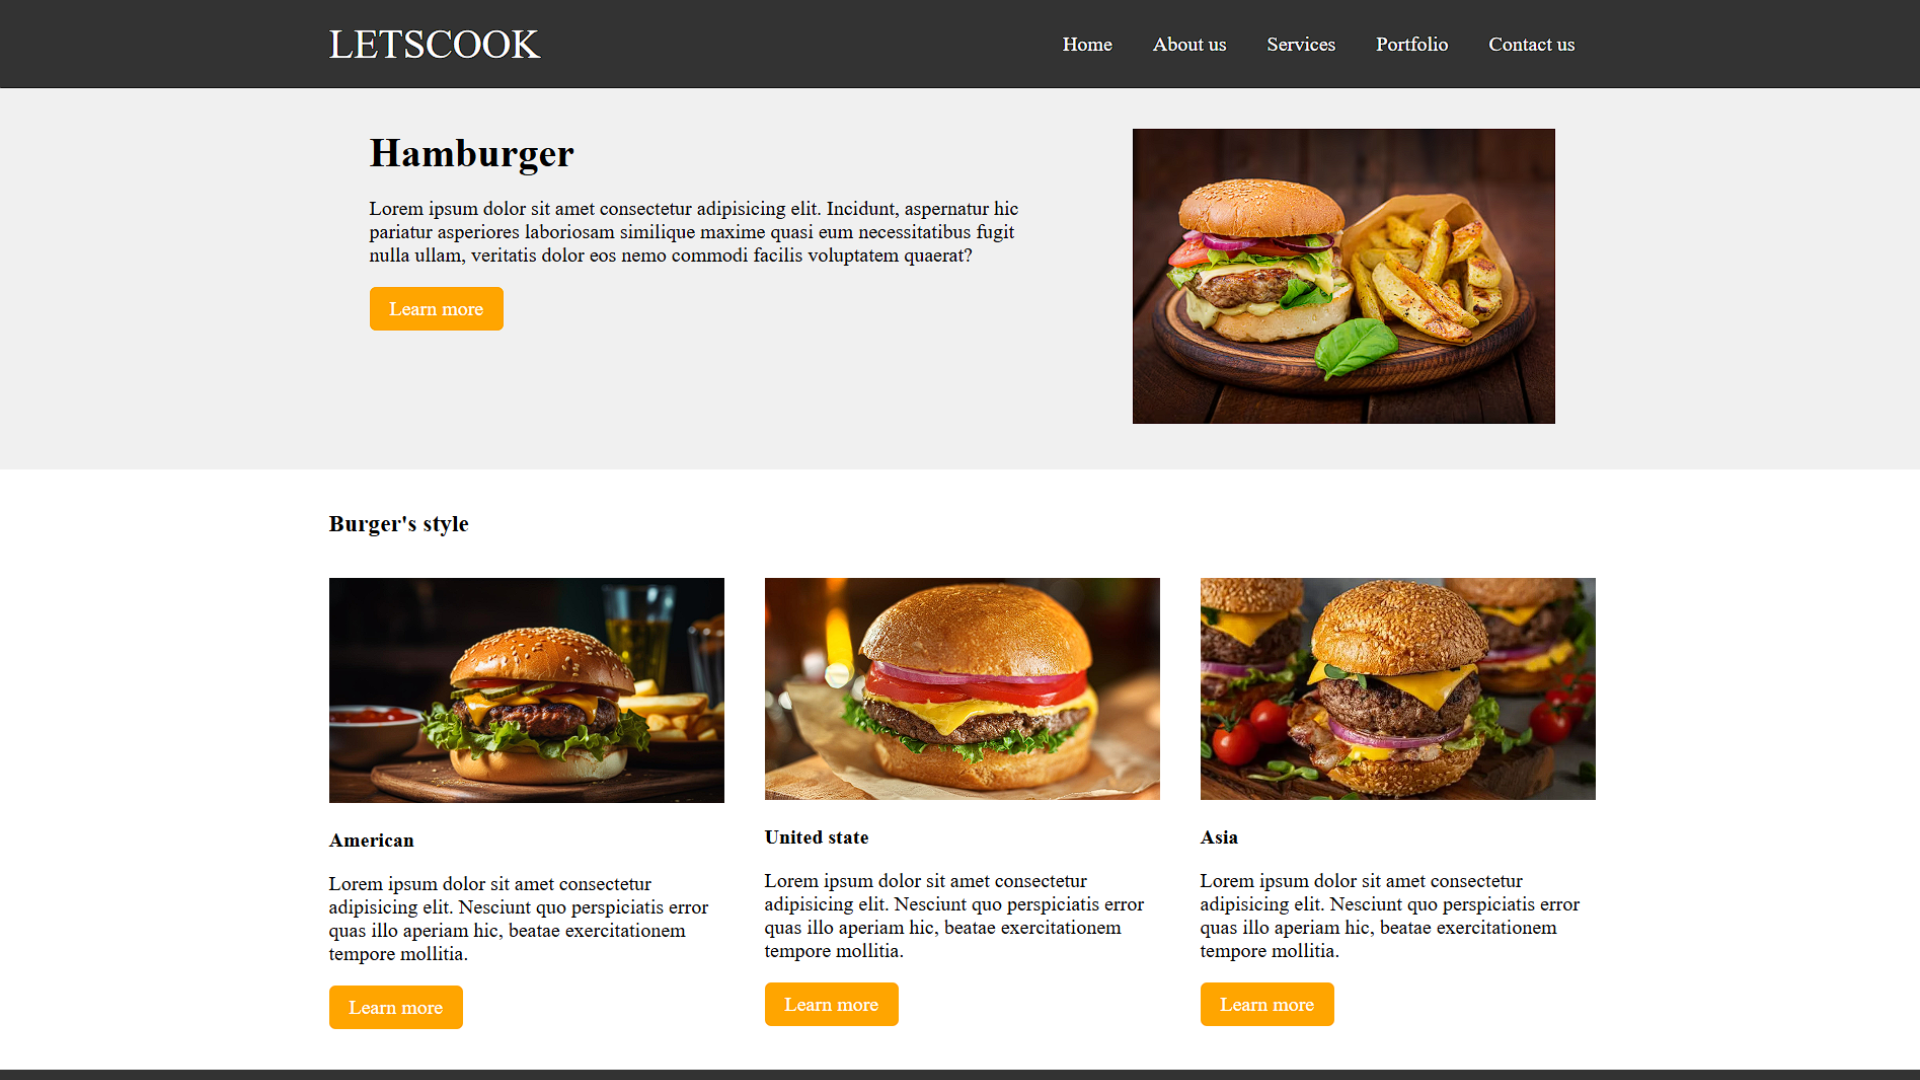 LETSCOOK
Home
About us
Services
Portfolio
Contact us
Hamburger
Lorem ipsum dolor sit amet consectetur adipisicing elit. Incidunt, aspernatur hic
pariatur asperiores laboriosam similique maxime quasi eum necessitatibus fugit
nulla ullam, veritatis dolor eos nemo commodi facilis voluptatem quaerat?
Learn more
Burger's style
American
Lorem ipsum dolor sit amet consectetur
adipisicing elit. Nesciunt quo perspiciatis error
quas illo aperiam hic, beatae exercitationem
tempore mollitia.
Learn more
United state
Lorem ipsum dolor sit amet consectetur
adipisicing elit. Nesciunt quo perspiciatis error
quas illo aperiam hic, beatae exercitationem
tempore mollitia.
Learn more
Asia
Lorem ipsum dolor sit amet consectetur
adipisicing elit. Nesciunt quo perspiciatis error
quas illo aperiam hic, beatae exercitationem
tempore mollitia.
Learn more